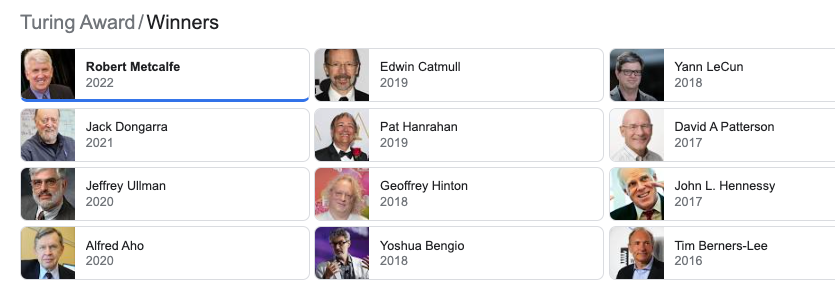 Turing Award/Winners
Robert Metcalfe
2022
Edwin Catmull
2019
Yann LeCun
2018
Jack Dongarra
2021
Pat Hanrahan
2019
David A Patterson
2017
Jeffrey Ullman
2020
Geoffrey Hinton
2018
John L. Hennessy
2017
Alfred Aho
2020
Yoshua Bengio
2018
Tim Berners-Lee
2016